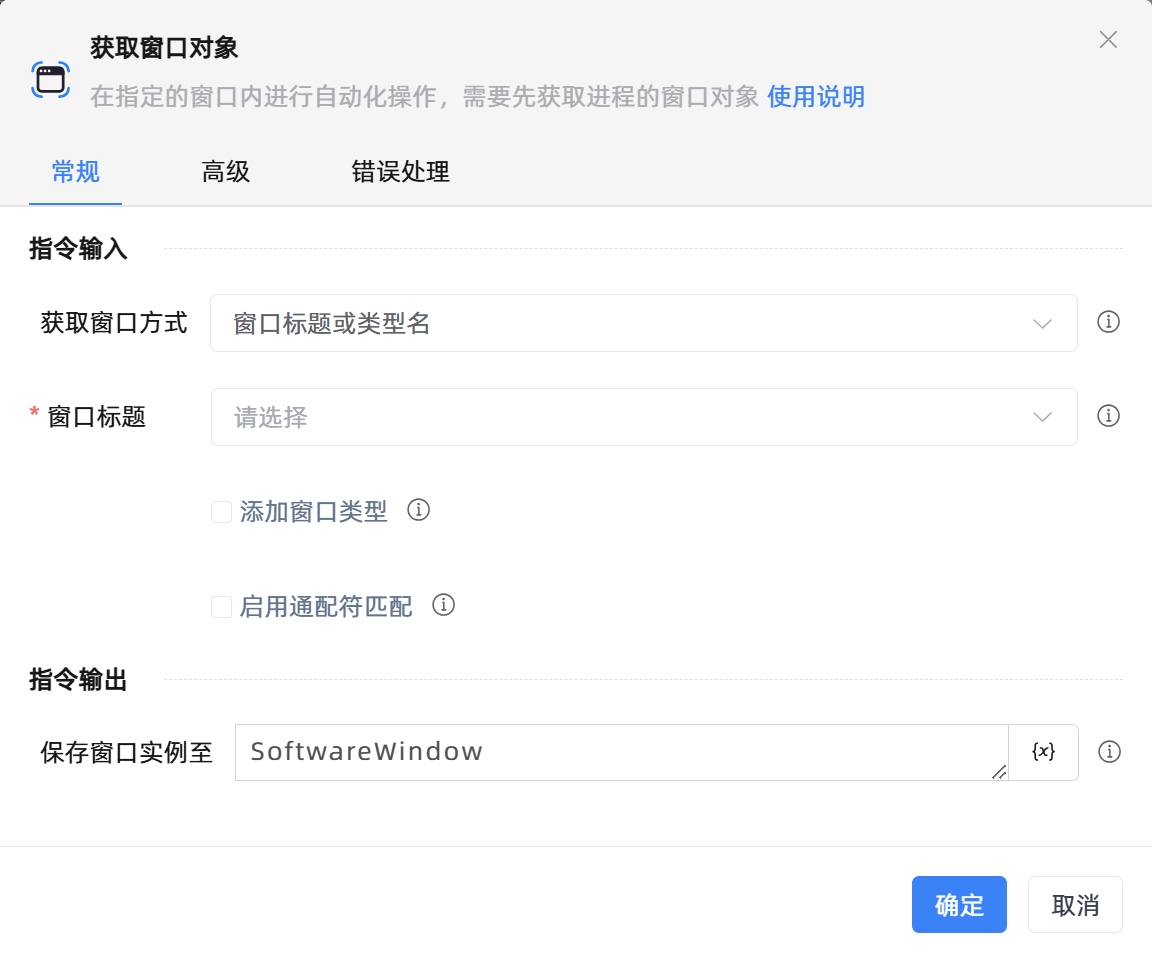 获取窗口对象
在指定的窗口内进行自动化操作，需要先获取进程的窗口对象 使用说明
常规 高级 错误处理
指令输入
获取窗口方式 窗口标题或类型名
* 窗口标题 请选择
添加窗口类型
启用通配符匹配
指令输出
保存窗口实例至 SoftwareWindow {x}
确定 取消